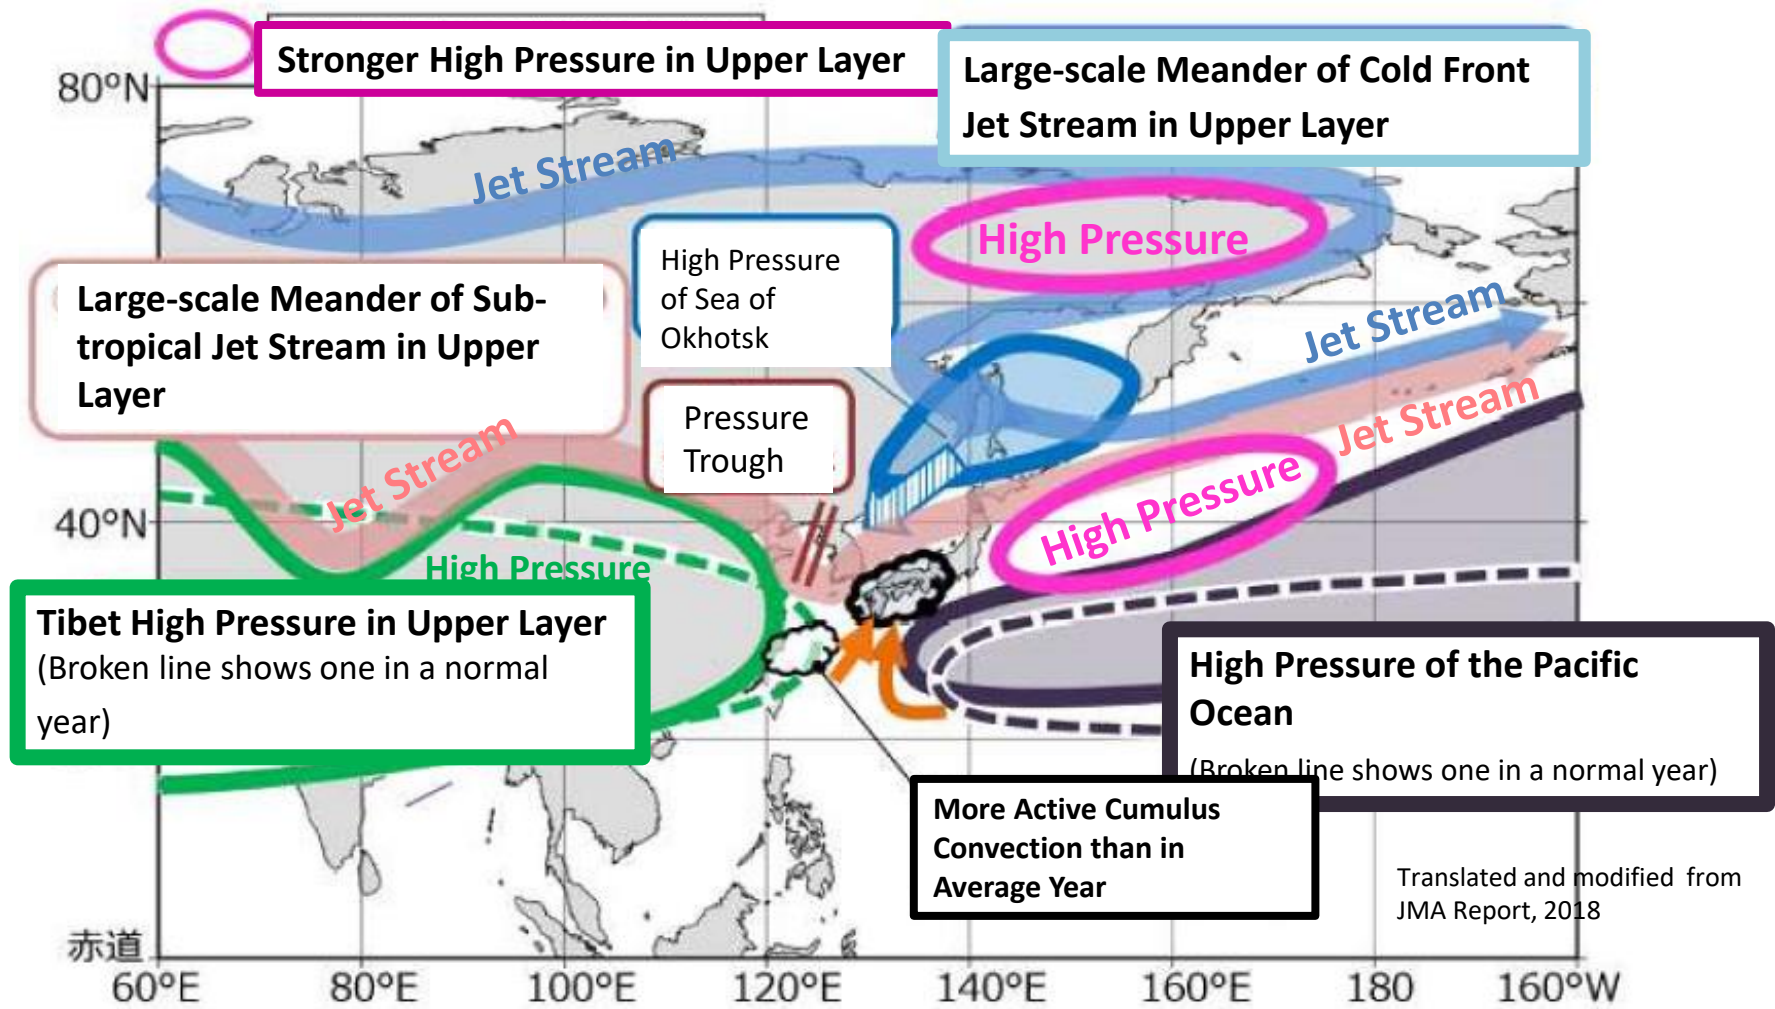 Stronger High Pressure in Upper Layer
Large-scale Meander of Cold Front
Jet Stream in Upper Layer
80°N
Jet Stream
High Pressure
High Pressure
of Sea of
Okhotsk
Large-scale Meander of Sub-
tropical Jet Stream in Upper
Layer
Jet Stream
Pressure
Trough
Jet Stream
Jet Stream
High Pressure
40°N
High Pressure
Tibet High Pressure in Upper Layer
(Broken line shows one in a normal
year)
High Pressure of the Pacific
Ocean
(Broken line shows one in a normal year)
More Active Cumulus
Convection than in
Average Year
Translated and modified from
JMA Report, 2018
赤道
60°E 80°E 100°E 120°E 140°E 160°E 180 160°W